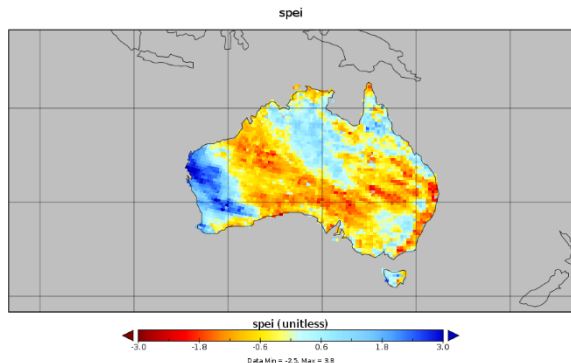 spei
spei (unitless)
-3.0 -1.8 -0.6 0.6 1.8 3.0
Data Min = -2.5, Max = 3.8